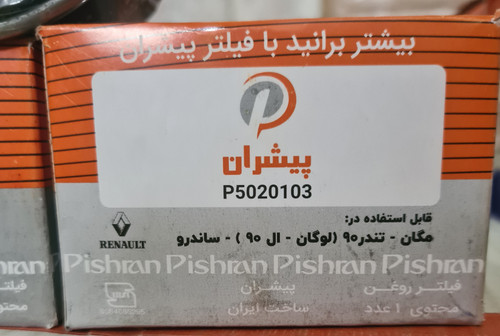 بیشتر برانید با فیلتر پیشران
پیشران
P5020103
قابل استفاده در:
مگان - تندر۹۰ (لوگان - ال ۹۰) - ساندرو
RENAULT
Pishran Pishran Pishran Pishran
فیلتر روغن
محتوی ۱ عدد
پیشران
ساخت ایران